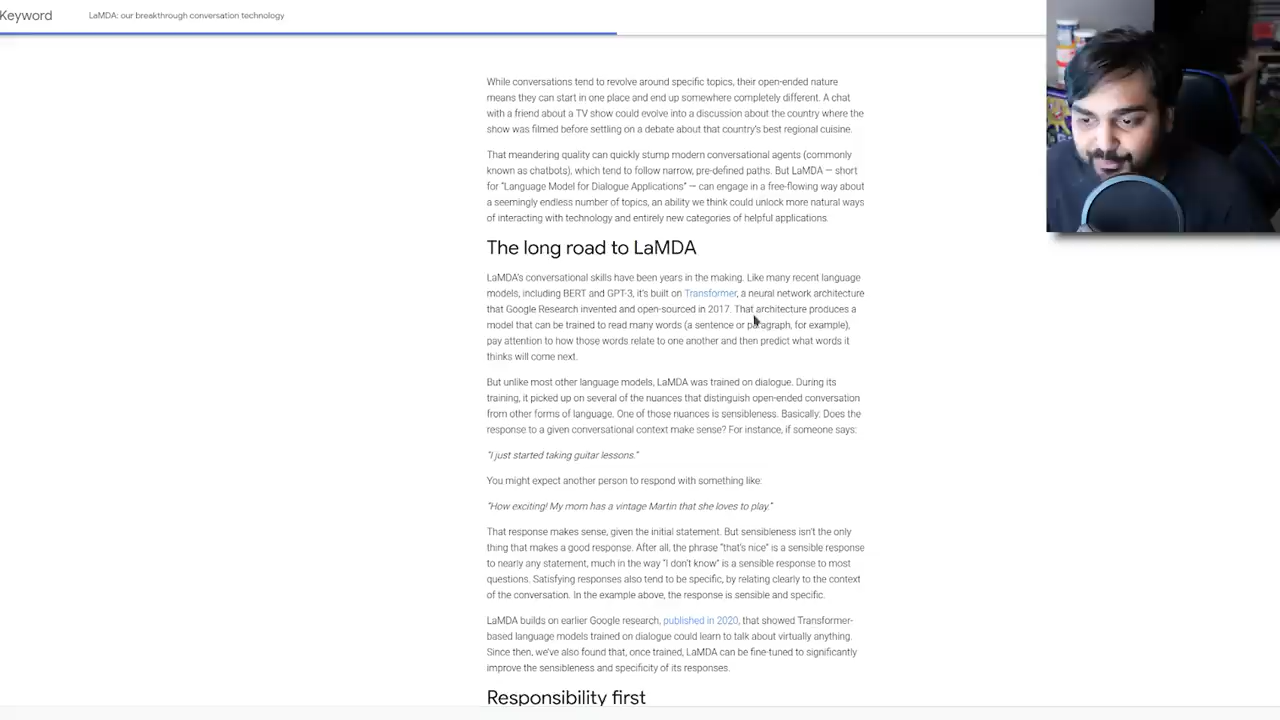 Keyword
LaMDA: our breakthrough conversation technology
While conversations tend to revolve around specific topics, their open-ended nature
means they can start in one place and end up somewhere completely different. A chat
with a friend about a TV show could evolve into a discussion about the country where the
show was filmed before settling on a debate about that country's best regional cuisine.
That meandering quality can quickly stump modern conversational agents (commonly
known as chatbots), which tend to follow narrow, pre-defined paths. But LaMDA — short
for "Language Model for Dialogue Applications" — can engage in a free-flowing way about
a seemingly endless number of topics, an ability we think could unlock more natural ways
of interacting with technology and entirely new categories of helpful applications.
The long road to LaMDA
LaMDA's conversational skills have been years in the making. Like many recent language
models, including BERT and GPT-3, it's built on Transformer, a neural network architecture
that Google Research invented and open-sourced in 2017. That architecture produces a
model that can be trained to read many words (a sentence or paragraph, for example),
pay attention to how those words relate to one another and then predict what words it
thinks will come next.
But unlike most other language models, LaMDA was trained on dialogue. During its
training, it picked up on several of the nuances that distinguish open-ended conversation
from other forms of language. One of those nuances is sensibleness. Basically: Does the
response to a given conversational context make sense? For instance, if someone says:
"I just started taking guitar lessons."
You might expect another person to respond with something like:
"How exciting! My mom has a vintage Martin that she loves to play."
That response makes sense, given the initial statement. But sensibleness isn't the only
thing that makes a good response. After all, the phrase "that's nice" is a sensible response
to nearly any statement, much in the way "I don't know" is a sensible response to most
questions. Satisfying responses also tend to be specific, by relating clearly to the context
of the conversation. In the example above, the response is sensible and specific.
LaMDA builds on earlier Google research, published in 2020, that showed Transformer-
based language models trained on dialogue could learn to talk about virtually anything.
Since then, we've also found that, once trained, LaMDA can be fine-tuned to significantly
improve the sensibleness and specificity of its responses.
Responsibility first